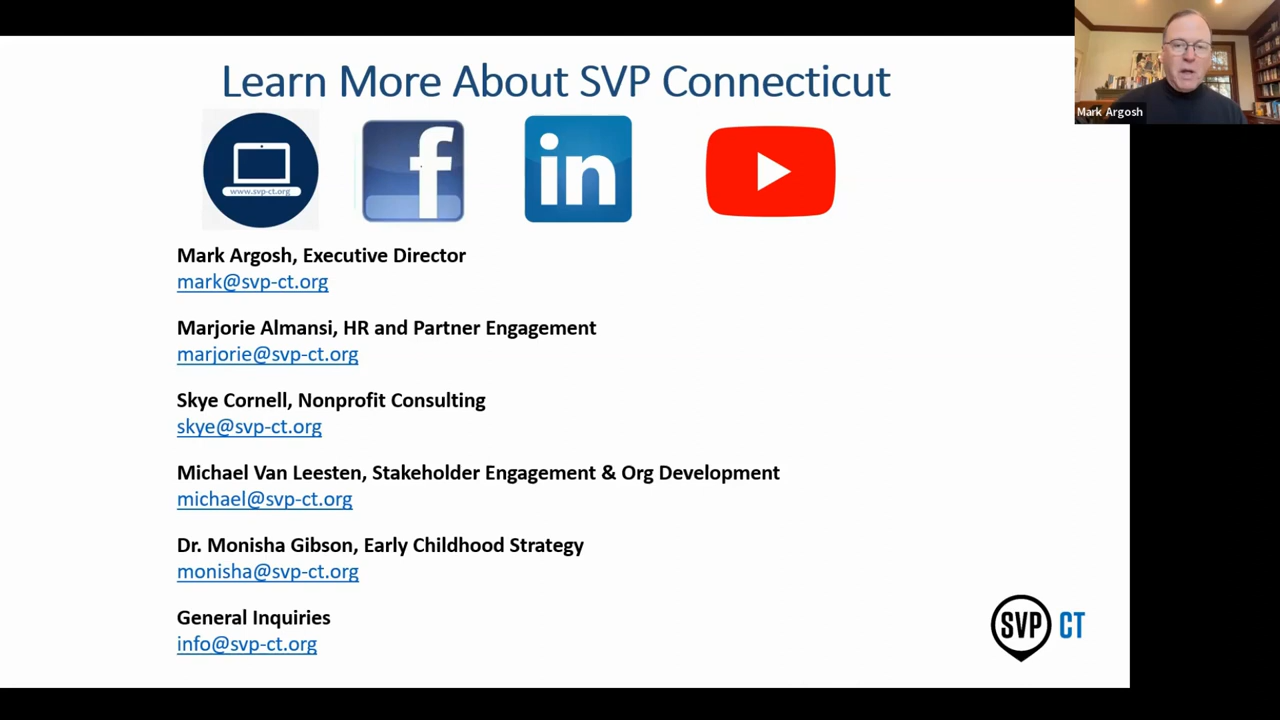 Learn More About SVP Connecticut
www.svp-ct.org
f
in
Mark Argosh
Mark Argosh, Executive Director
mark@svp-ct.org
Marjorie Almansi, HR and Partner Engagement
marjorie@svp-ct.org
Skye Cornell, Nonprofit Consulting
skye@svp-ct.org
Michael Van Leesten, Stakeholder Engagement & Org Development
michael@svp-ct.org
Dr. Monisha Gibson, Early Childhood Strategy
monisha@svp-ct.org
General Inquiries
info@svp-ct.org
SVP CT